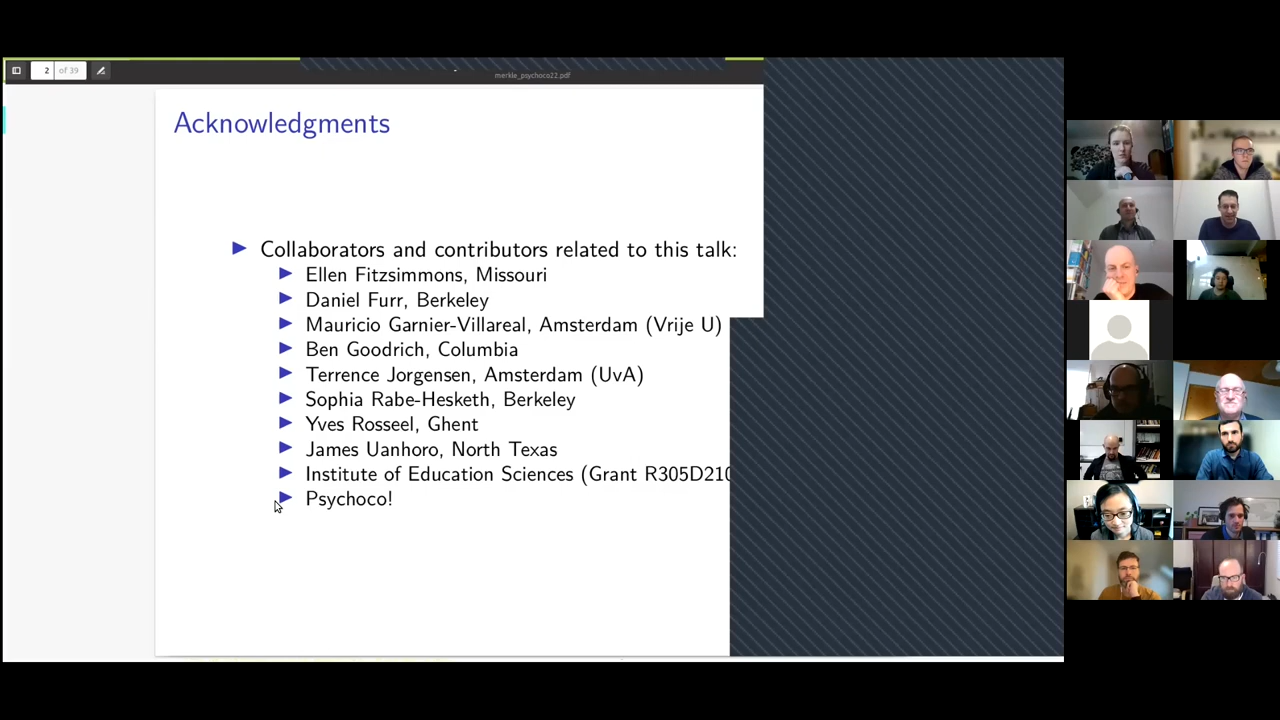 2 of 39
merkle_psychoco22.pdf
Acknowledgments
Collaborators and contributors related to this talk:
Ellen Fitzsimmons, Missouri
Daniel Furr, Berkeley
Mauricio Garnier-Villareal, Amsterdam (Vrije U)
Ben Goodrich, Columbia
Terrence Jorgensen, Amsterdam (UvA)
Sophia Rabe-Hesketh, Berkeley
Yves Rosseel, Ghent
James Uanhoro, North Texas
Institute of Education Sciences (Grant R305D210
Psychoco!